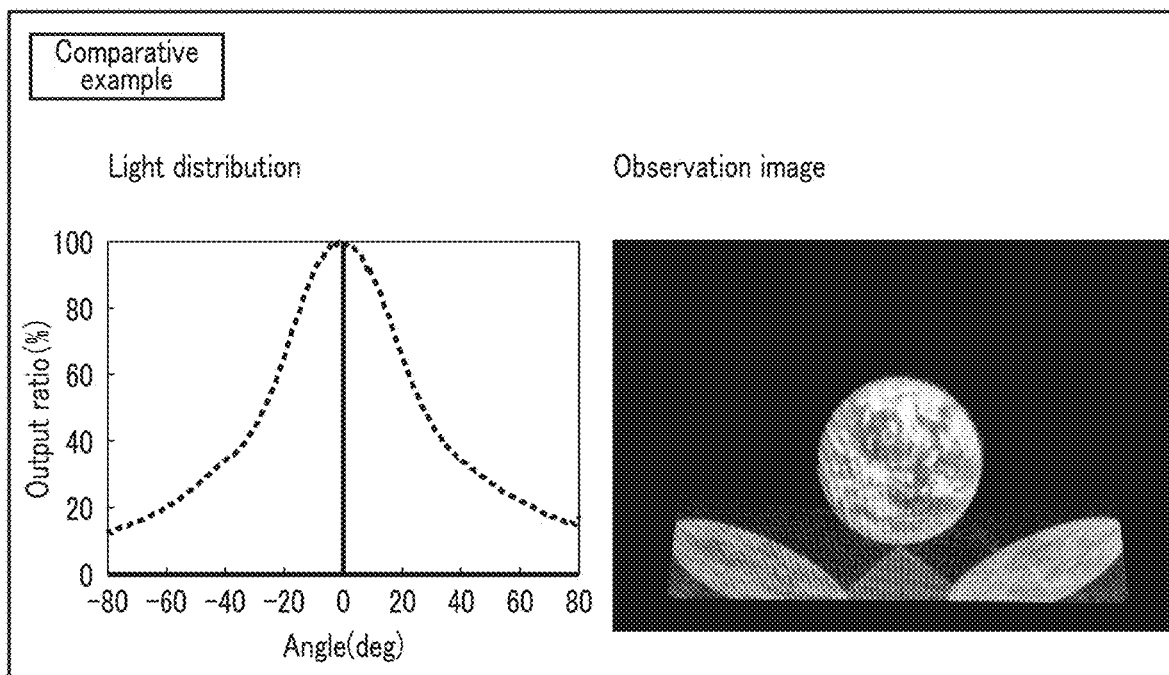 Comparative
example
Light distribution
Observation image
Output ratio(%)
100
80
60
40
20
0
-80 -60 -40 -20 0 20 40 60 80
Angle(deg)